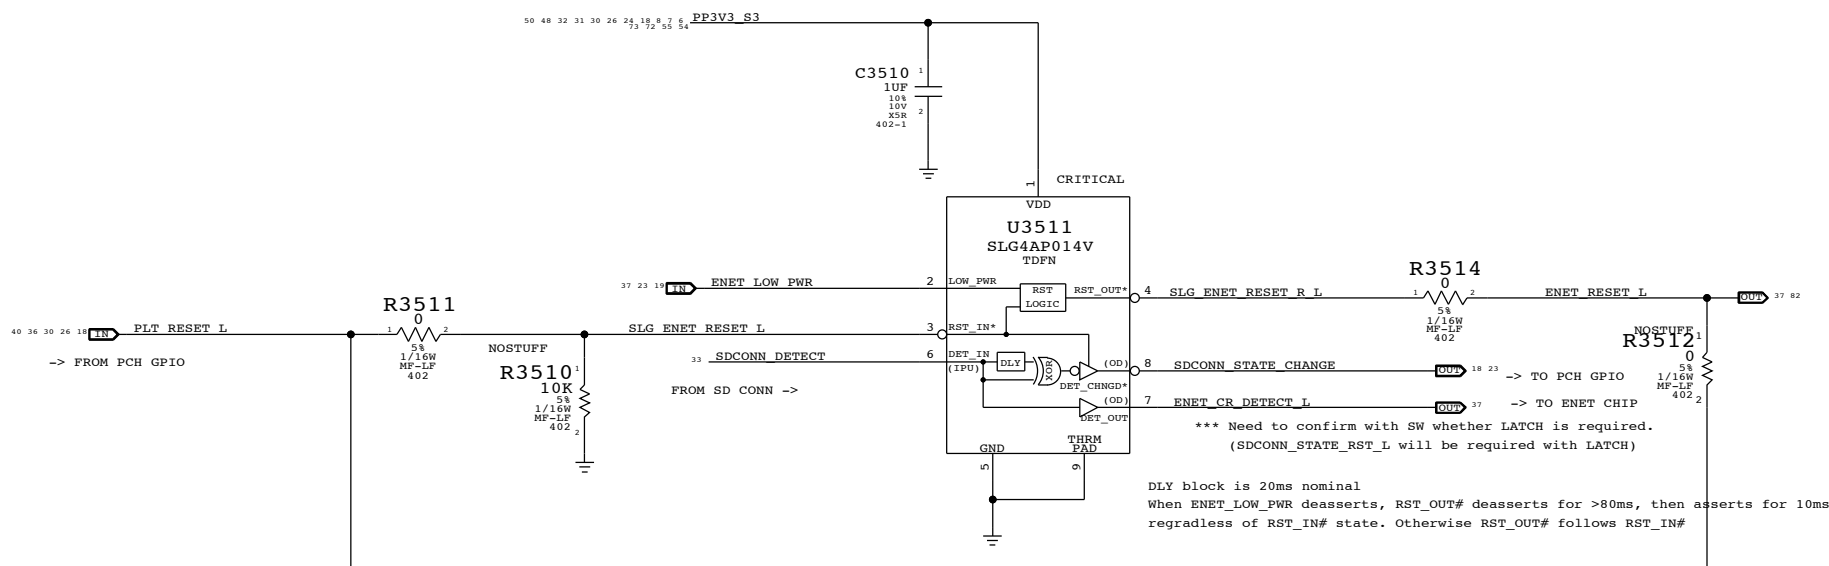 50 48 32 31 30 26 24 18 8 7 6
73 72 55 54
PP3V3_S3
C3510
1UF
10%
10V
X5R
402-1
1
2
1
CRITICAL
VDD
U3511
SLG4AP014V
TDFN
37 23 19
IN
ENET_LOW_PWR
2
LOW_PWR
RST
LOGIC
RST_OUT*
4
SLG_ENET_RESET_R_L
R3514
0
1
2
5%
1/16W
MF-LF
402
ENET_RESET_L
OUT
37 82
40 36 30 26 18
IN
PLT_RESET_L
-> FROM PCH GPIO
R3511
0
1
2
5%
1/16W
MF-LF
402
SLG_ENET_RESET_L
3
RST_IN*
NOSTUFF
R3510
10K
5%
1/16W
MF-LF
402
1
2
33
SDCONN_DETECT
6
DET_IN
(IPU)
FROM SD CONN ->
DLY
XOR
(OD)
DET_CHNGD*
8
SDCONN_STATE_CHANGE
OUT
18 23
-> TO PCH GPIO
(OD)
DET_OUT
7
ENET_CR_DETECT_L
OUT
37
-> TO ENET CHIP
NOSTUFF
R3512
0
5%
1/16W
MF-LF
402
1
2
GND
THRM
PAD
5
9
*** Need to confirm with SW whether LATCH is required.
(SDCONN_STATE_RST_L will be required with LATCH)
DLY block is 20ms nominal
When ENET_LOW_PWR deasserts, RST_OUT# deasserts for >80ms, then asserts for 10ms
regradless of RST_IN# state. Otherwise RST_OUT# follows RST_IN#